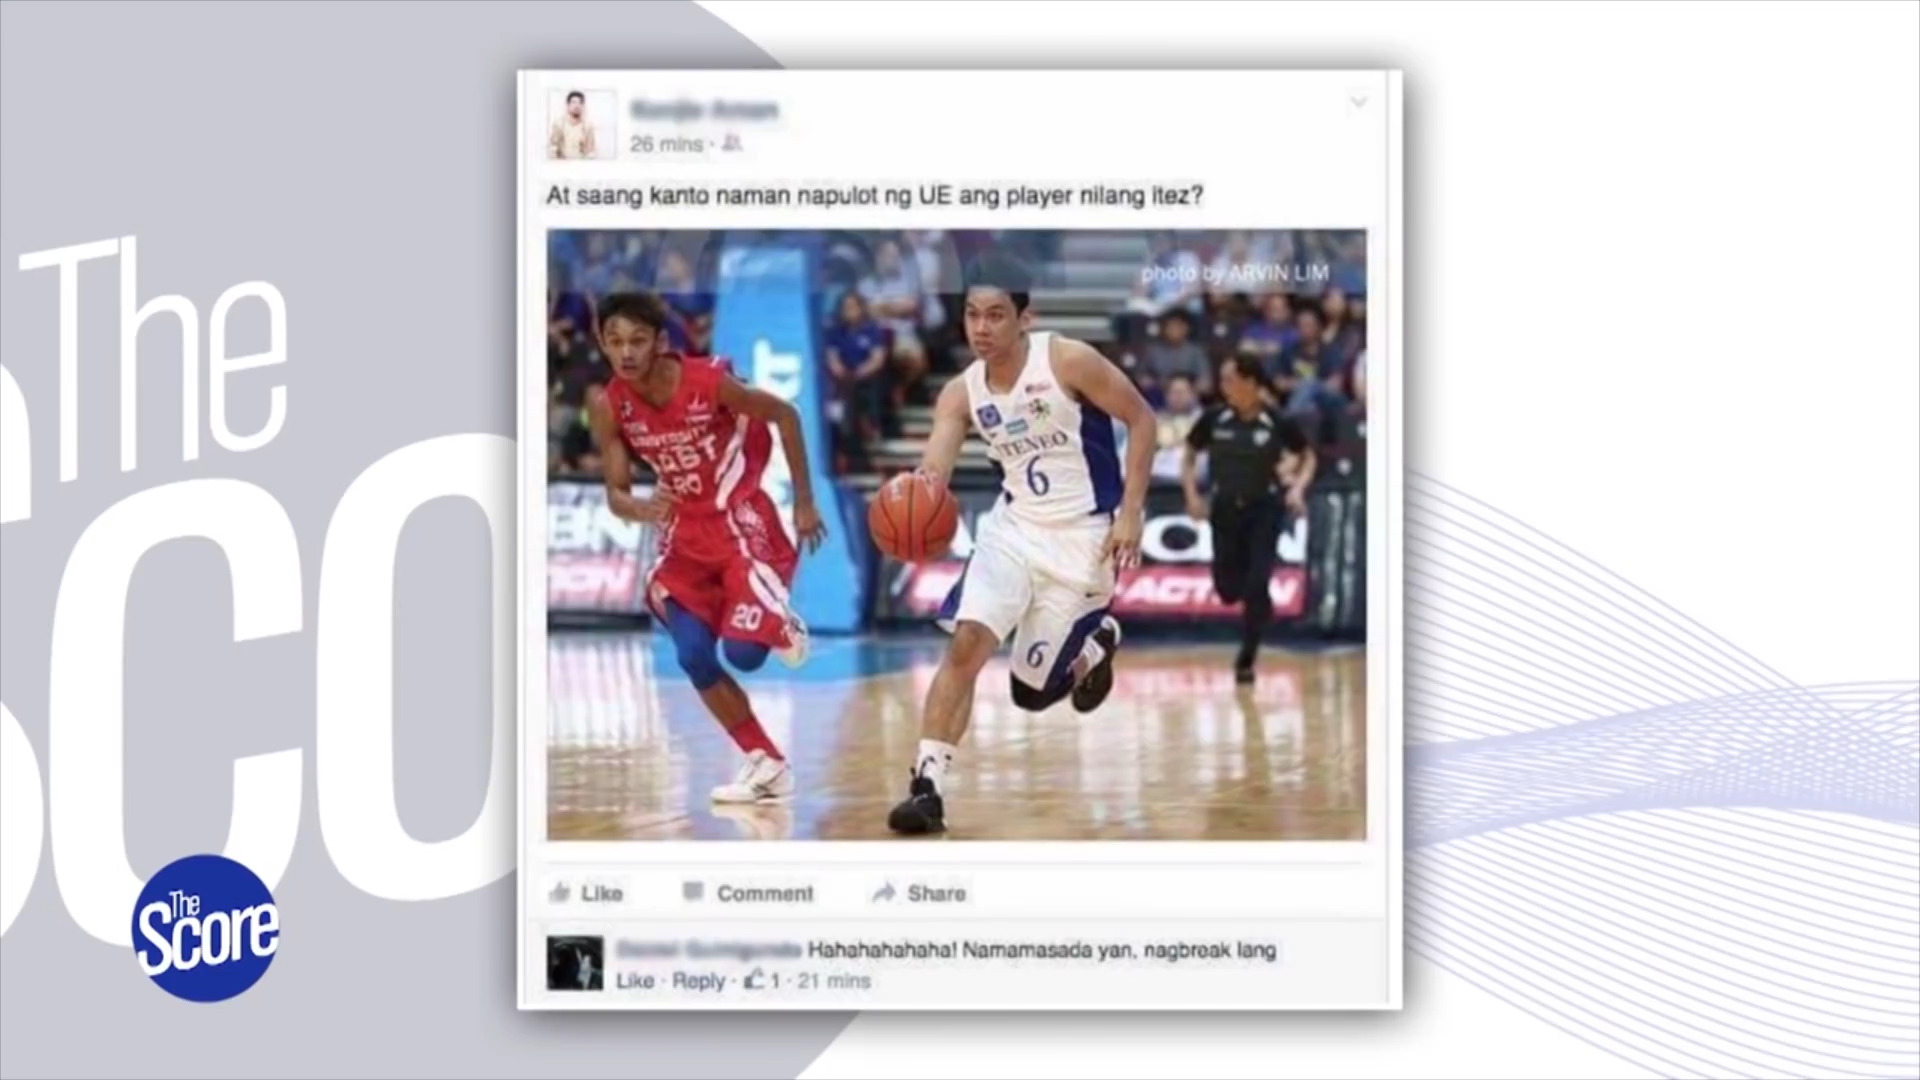 The
Score
26 mins ·
At saang kanto naman napulot ng UE ang player nilang itez?
photo by ARVIN LIM
UNIVERSITY
EAST
20
ATENEO
6
6
ACTION
Like Comment Share
Hahahahahaha! Namamasada yan, nagbreak lang
Like · Reply · 1 · 21 mins
The
Score